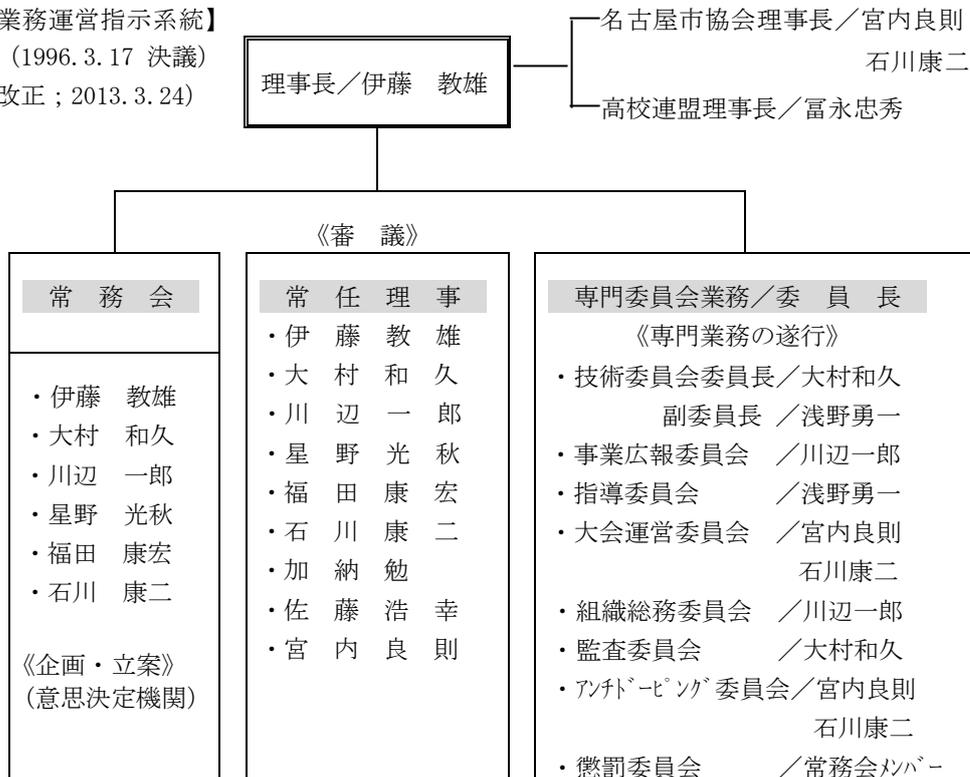 業務運営指示系統】
(1996.3.17 決議)
改正；2013.3.24)
理事長／伊藤　教雄
名古屋市協会理事長／宮内良則
石川康二
高校連盟理事長／冨永忠秀
《審　議》
常　務　会
・伊藤　教雄
・大村　和久
・川辺　一郎
・星野　光秋
・福田　康宏
・石川　康二
《企画・立案》
(意思決定機関)
常　任　理　事
・伊　藤　教　雄
・大　村　和　久
・川　辺　一　郎
・星　野　光　秋
・福　田　康　宏
・石　川　康　二
・加　納　勉
・佐　藤　浩　幸
・宮　内　良　則
専門委員会業務／委　員　長
《専門業務の遂行》
・技術委員会委員長／大村和久
副委員長　／浅野勇一
・事業広報委員会　／川辺一郎
・指導委員会　　　／浅野勇一
・大会運営委員会　／宮内良則
石川康二
・組織総務委員会　／川辺一郎
・監査委員会　　　／大村和久
・ｱﾝﾁﾄﾞｰﾋﾟﾝｸﾞ委員会／宮内良則
石川康二
・懲罰委員会　　　／常務会ﾒﾝﾊﾞｰ